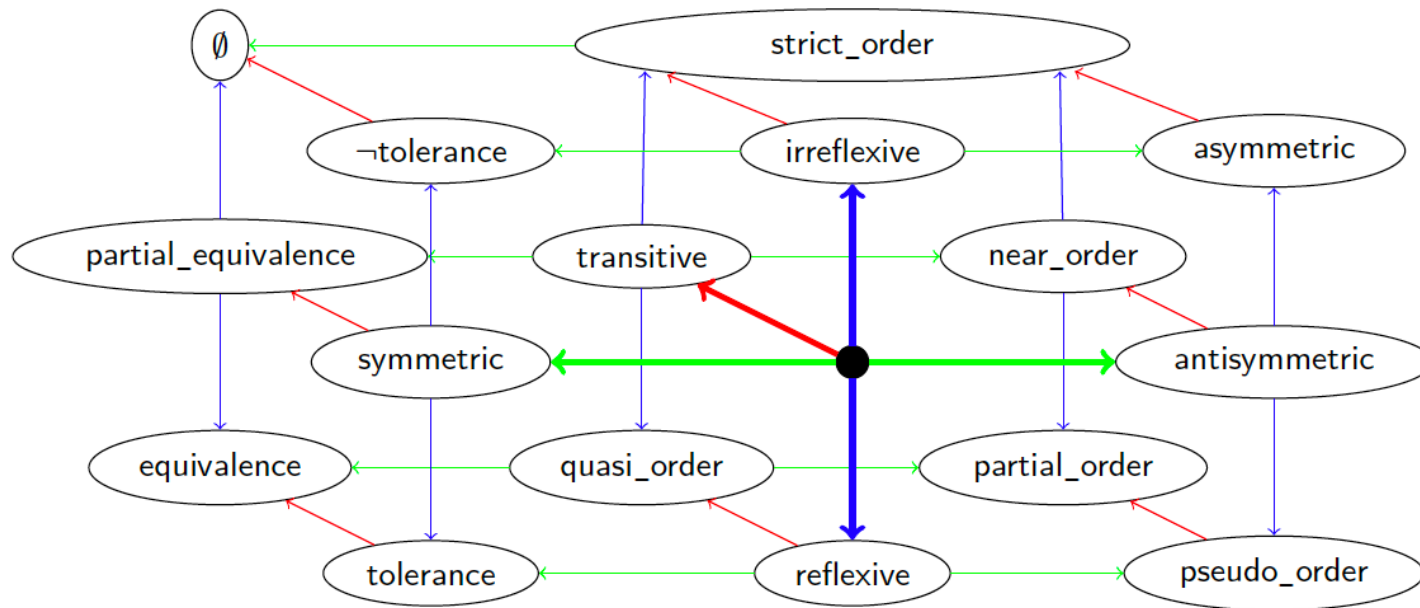 ∅
strict_order
¬tolerance
irreflexive
asymmetric
partial_equivalence
transitive
near_order
symmetric
antisymmetric
equivalence
quasi_order
partial_order
tolerance
reflexive
pseudo_order